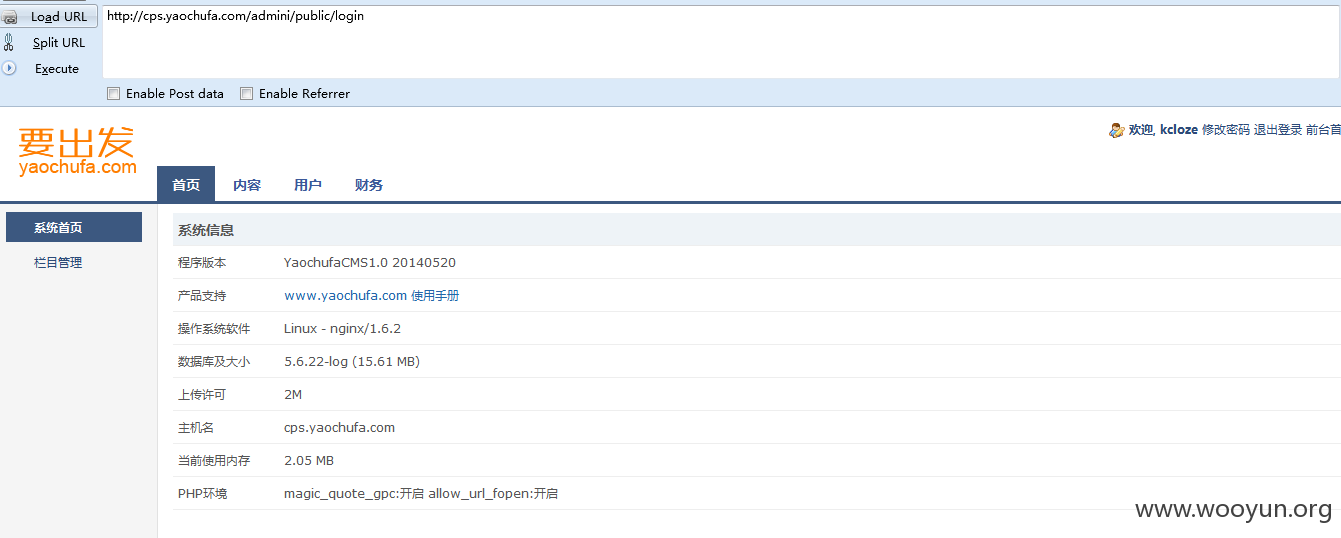 Load URL
http://cps.yaochufa.com/admini/public/login
Split URL
Execute
Enable Post data
Enable Referrer
要出发
yaochufa.com
欢迎, kcloze 修改密码 退出登录 前台首
首页 内容 用户 财务
系统首页
栏目管理
系统信息
程序版本 YaochufaCMS1.0 20140520
产品支持 www.yaochufa.com 使用手册
操作系统软件 Linux - nginx/1.6.2
数据库及大小 5.6.22-log (15.61 MB)
上传许可 2M
主机名 cps.yaochufa.com
当前使用内存 2.05 MB
PHP环境 magic_quote_gpc:开启 allow_url_fopen:开启
www.wooyun.org